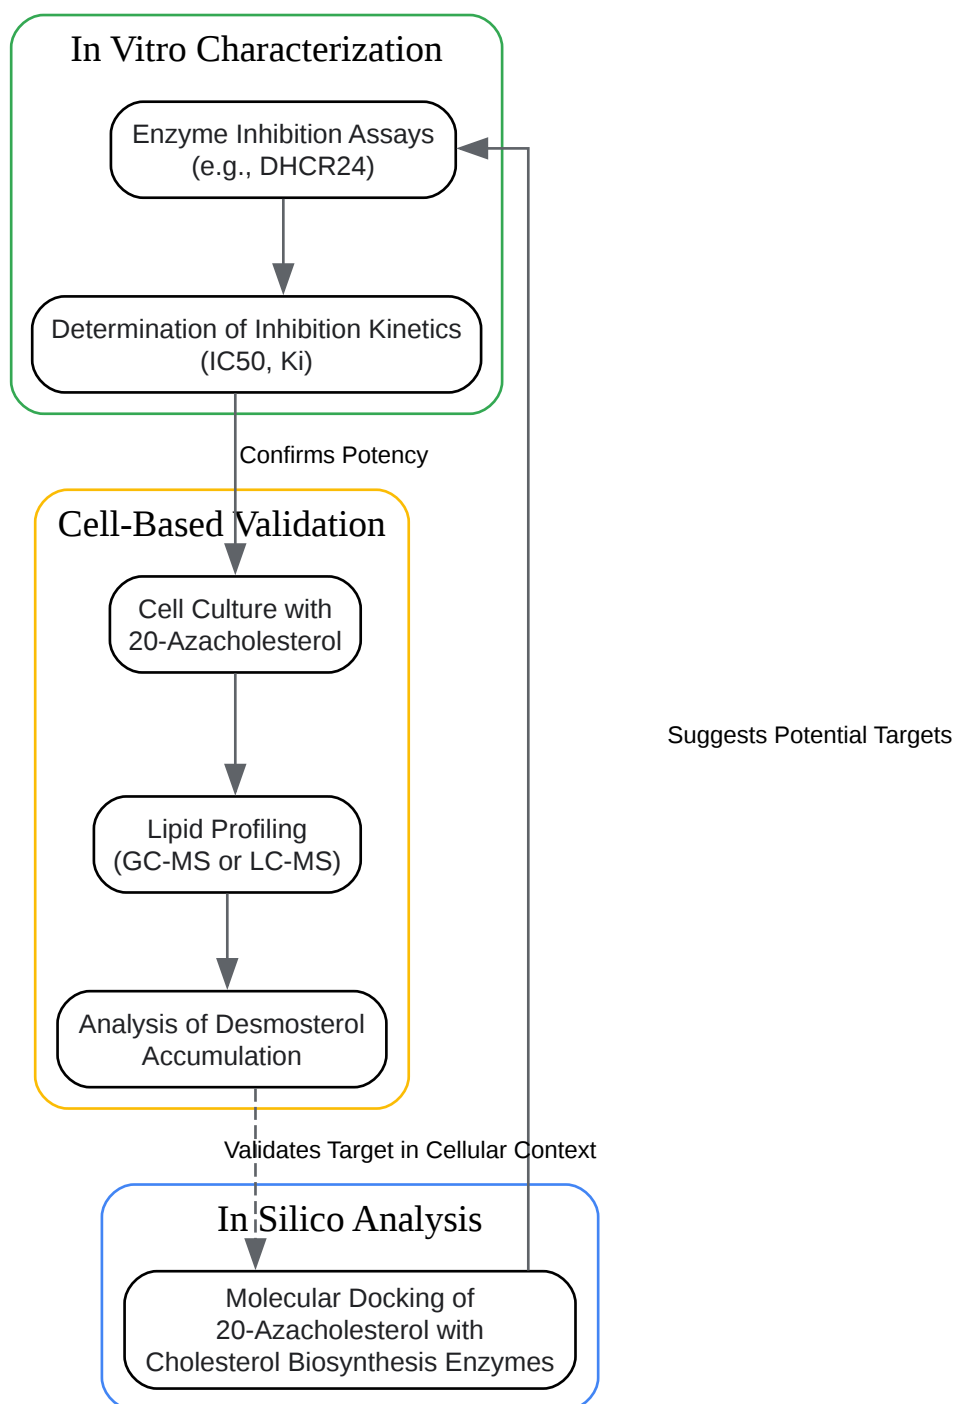 In Vitro Characterization
Enzyme Inhibition Assays
(e.g., DHCR24)
Determination of Inhibition Kinetics
(IC50, Ki)
Confirms Potency
Cell-Based Validation
Cell Culture with
20-Azacholesterol
Suggests Potential Targets
Lipid Profiling
(GC-MS or LC-MS)
Analysis of Desmosterol
Accumulation
Validates Target in Cellular Context
In Silico Analysis
Molecular Docking of
20-Azacholesterol with
Cholesterol Biosynthesis Enzymes